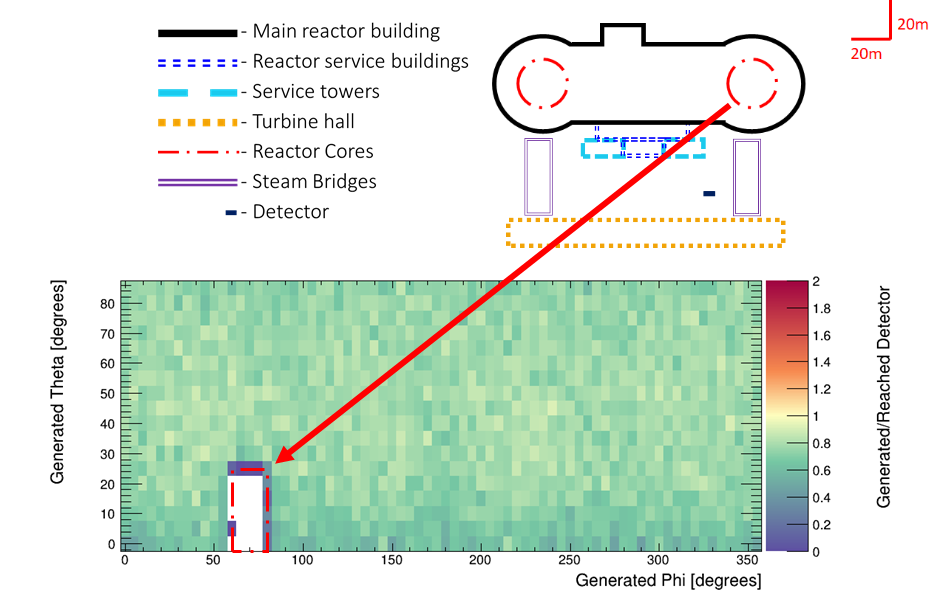 - Main reactor building
- Reactor service buildings
- Service towers
- Turbine hall
- Reactor Cores
- Steam Bridges
- Detector
20m
20m
Generated Theta [degrees]
80
70
60
50
40
30
20
10
0
0 50 100 150 200 250 300 350
Generated Phi [degrees]
2
1.8
1.6
1.4
1.2
1
0.8
0.6
0.4
0.2
0
Generated/Reached Detector